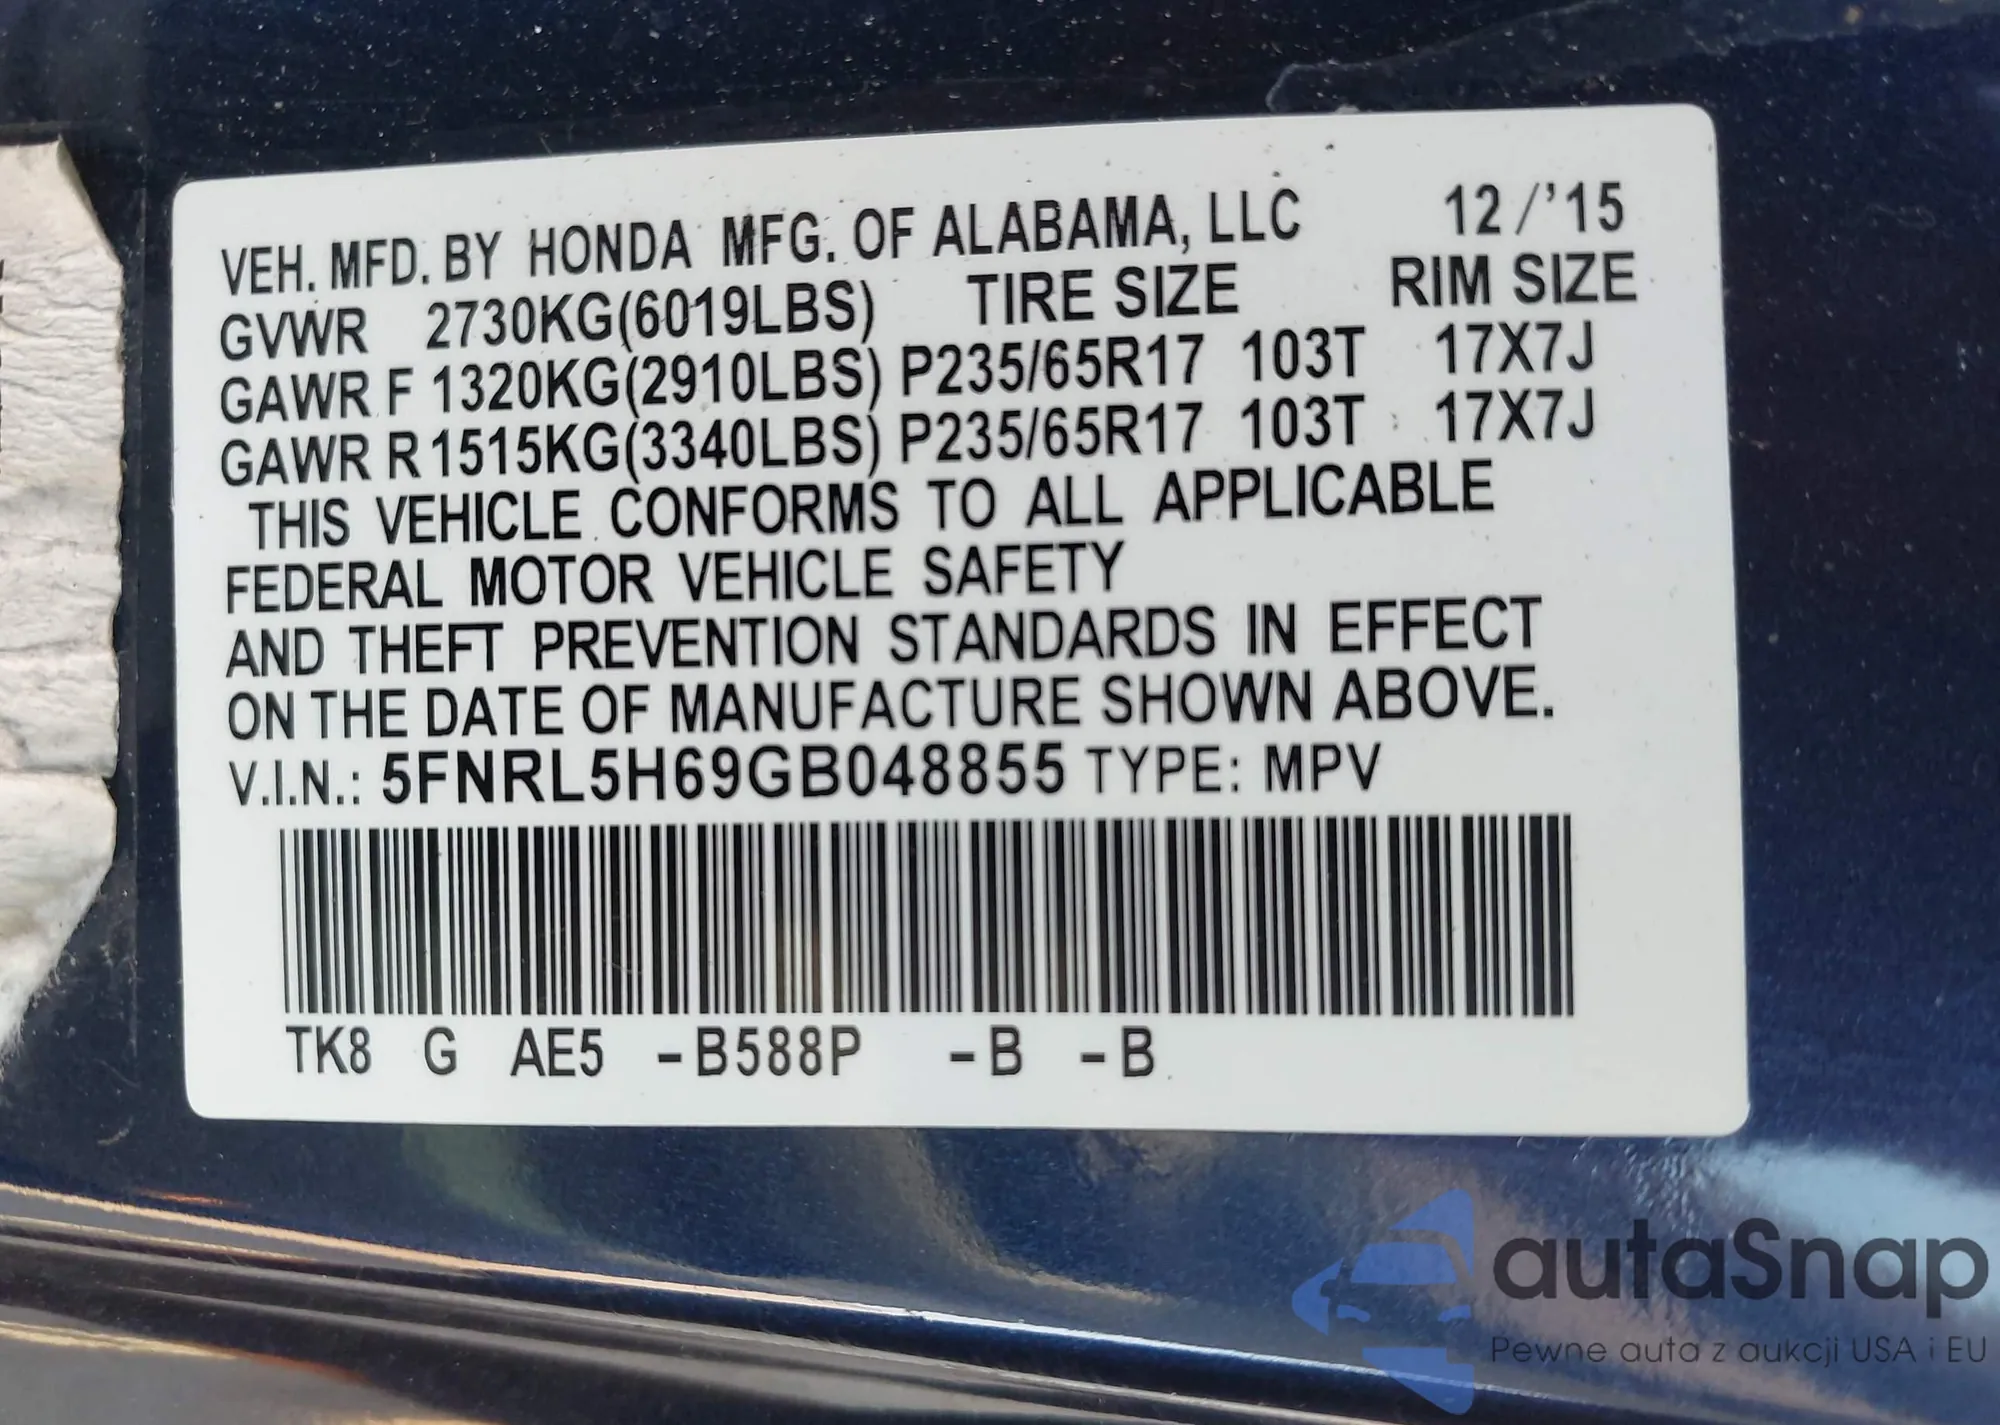 VEH. MFD. BY HONDA MFG. OF ALABAMA, LLC 12/'15
GVWR 2730KG(6019LBS) TIRE SIZE RIM SIZE
GAWR F 1320KG(2910LBS) P235/65R17 103T 17X7J
GAWR R 1515KG(3340LBS) P235/65R17 103T 17X7J
THIS VEHICLE CONFORMS TO ALL APPLICABLE
FEDERAL MOTOR VEHICLE SAFETY
AND THEFT PREVENTION STANDARDS IN EFFECT
ON THE DATE OF MANUFACTURE SHOWN ABOVE.
V.I.N.: 5FNRL5H69GB048855 TYPE: MPV
TK8 G AE5 -B588P -B -B
autaSnap
Pewne auta z aukcji USA i EU